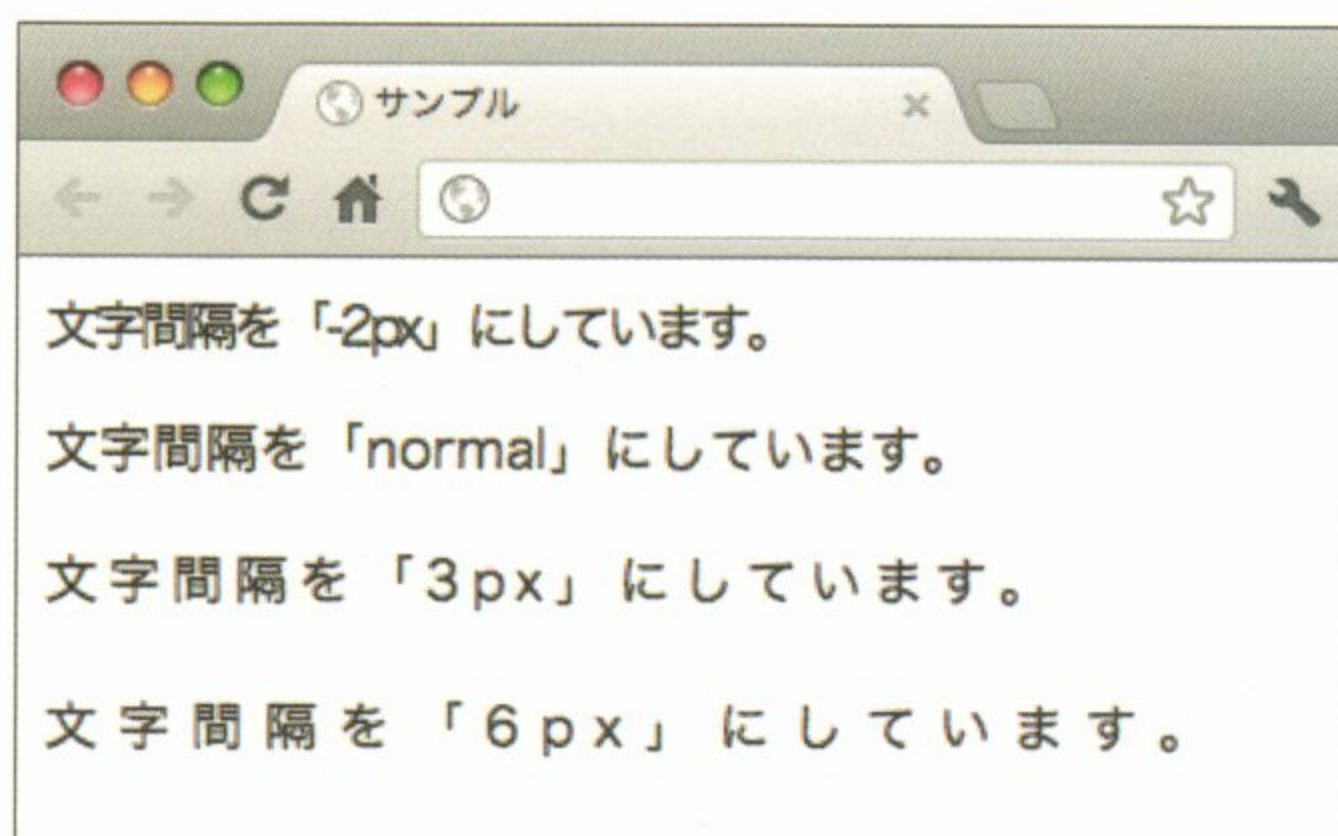 サンプル
文字間隔を「-2px」にしています。
文字間隔を「normal」にしています。
文字間隔を「3px」にしています。
文字間隔を「6px」にしています。